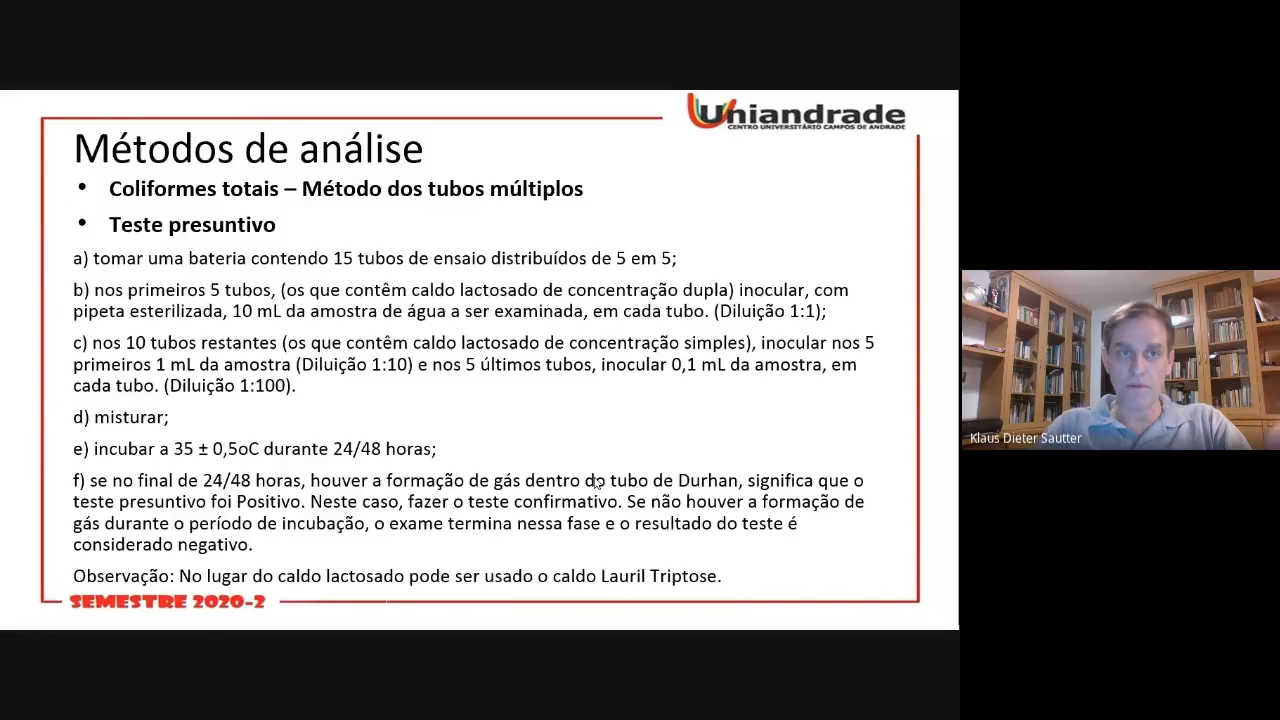 Uniandrade
CENTRO UNIVERSITÁRIO CAMPOS DE ANDRADE
Métodos de análise
• Coliformes totais – Método dos tubos múltiplos
• Teste presuntivo
a) tomar uma bateria contendo 15 tubos de ensaio distribuídos de 5 em 5;
b) nos primeiros 5 tubos, (os que contêm caldo lactosado de concentração dupla) inocular, com
pipeta esterilizada, 10 mL da amostra de água a ser examinada, em cada tubo. (Diluição 1:1);
c) nos 10 tubos restantes (os que contêm caldo lactosado de concentração simples), inocular nos 5
primeiros 1 mL da amostra (Diluição 1:10) e nos 5 últimos tubos, inocular 0,1 mL da amostra, em
cada tubo. (Diluição 1:100).
d) misturar;
e) incubar a 35 ± 0,5oC durante 24/48 horas;
f) se no final de 24/48 horas, houver a formação de gás dentro do tubo de Durhan, significa que o
teste presuntivo foi Positivo. Neste caso, fazer o teste confirmativo. Se não houver a formação de
gás durante o período de incubação, o exame termina nessa fase e o resultado do teste é
considerado negativo.
Observação: No lugar do caldo lactosado pode ser usado o caldo Lauril Triptose.
SEMESTRE 2020-2
Klaus Dieter Sautter